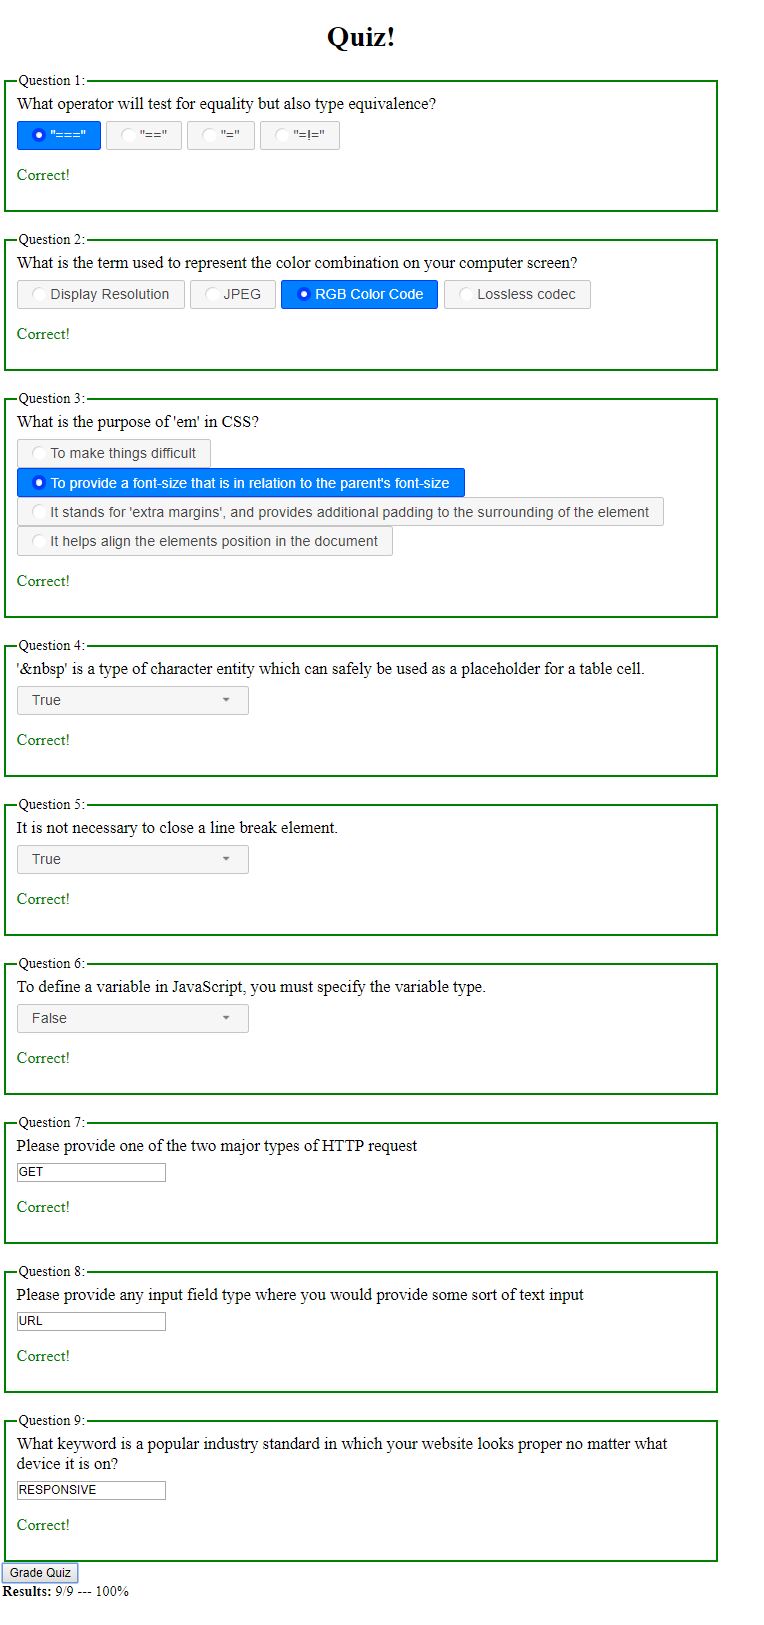 Quiz!
Question 1:
What operator will test for equality but also type equivalence?
"===" "==" "=" "=!="
Correct!
Question 2:
What is the term used to represent the color combination on your computer screen?
Display Resolution JPEG RGB Color Code Lossless codec
Correct!
Question 3:
What is the purpose of 'em' in CSS?
To make things difficult
To provide a font-size that is in relation to the parent's font-size
It stands for 'extra margins', and provides additional padding to the surrounding of the element
It helps align the elements position in the document
Correct!
Question 4:
'&nbsp' is a type of character entity which can safely be used as a placeholder for a table cell.
True
Correct!
Question 5:
It is not necessary to close a line break element.
True
Correct!
Question 6:
To define a variable in JavaScript, you must specify the variable type.
False
Correct!
Question 7:
Please provide one of the two major types of HTTP request
GET
Correct!
Question 8:
Please provide any input field type where you would provide some sort of text input
URL
Correct!
Question 9:
What keyword is a popular industry standard in which your website looks proper no matter what
device it is on?
RESPONSIVE
Correct!
Grade Quiz
Results: 9/9 --- 100%